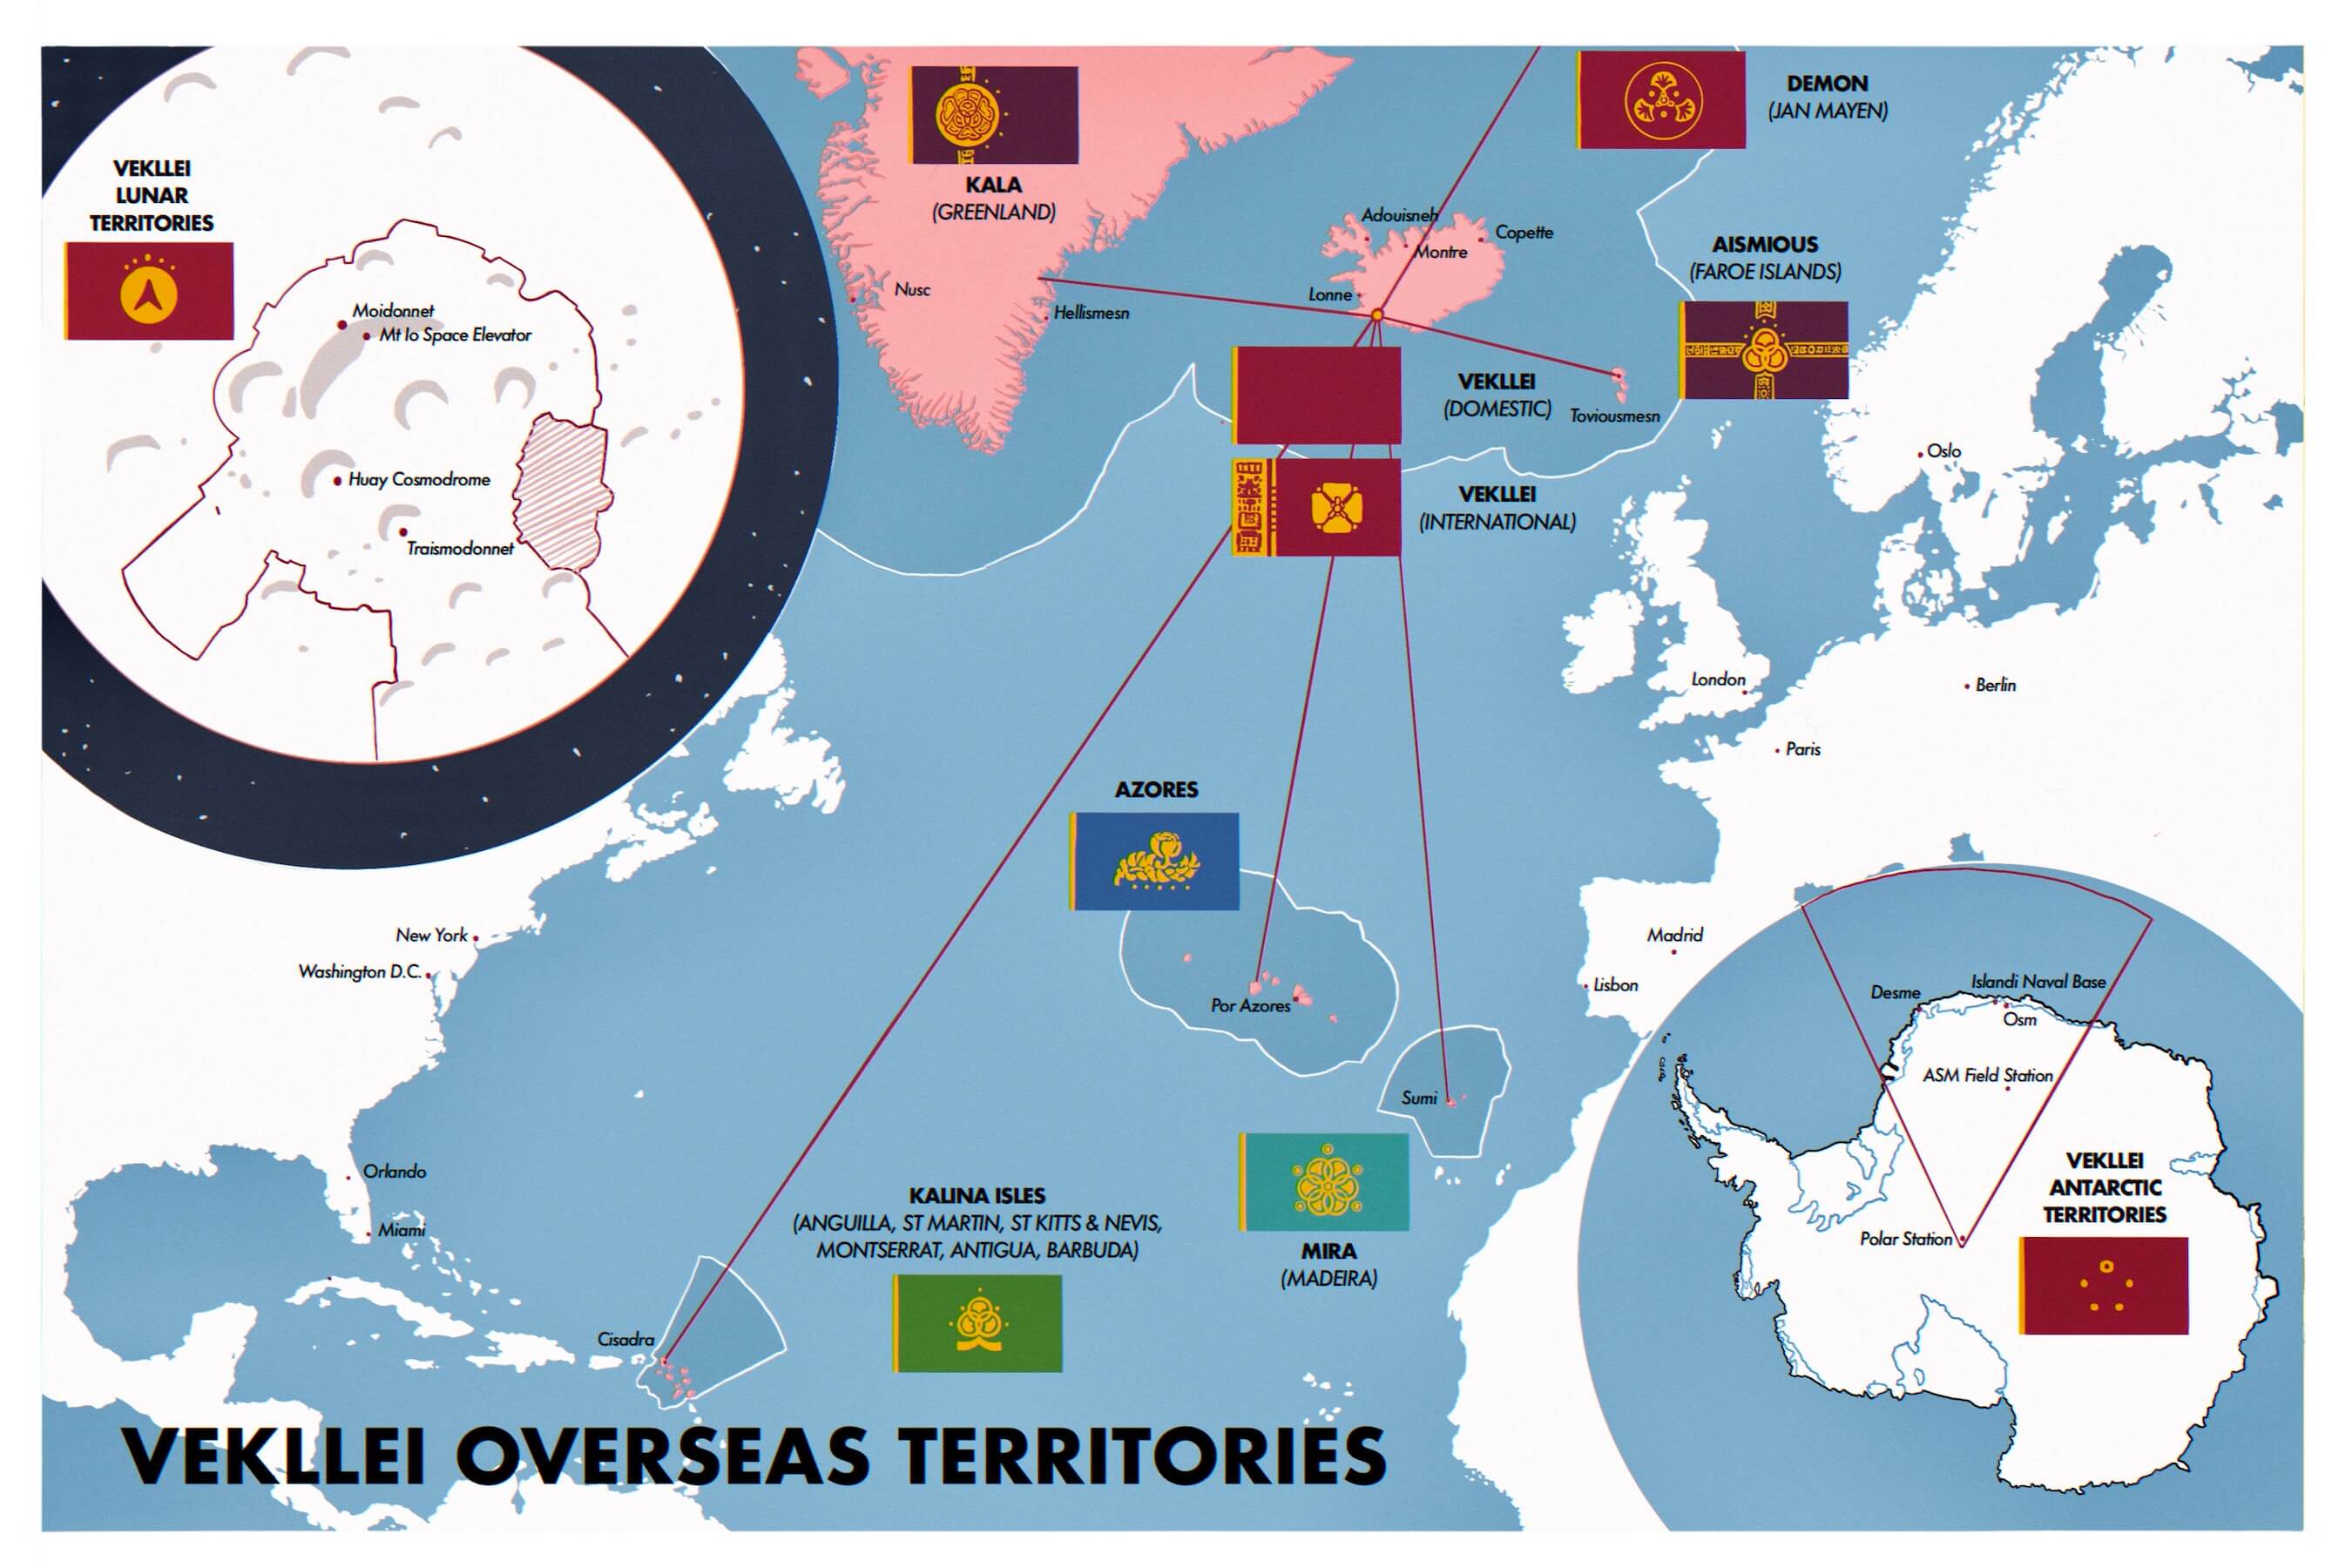 VEKLLEI
LUNAR
TERRITORIES
Moidonnet
Mt Io Space Elevator
Huay Cosmodrome
Traismodonnet
KALA
(GREENLAND)
Nusc
Hellismesn
DEMON
(JAN MAYEN)
Adouisneh
Copette
Montre
Lonne
AISMIOUS
(FAROE ISLANDS)
Toviousmesn
VEKLLEI
(DOMESTIC)
VEKLLEI
(INTERNATIONAL)
Oslo
London
Berlin
Paris
AZORES
Por Azores
Madrid
Lisbon
New York
Washington D.C.
Orlando
Miami
Sumi
MIRA
(MADEIRA)
KALINA ISLES
(ANGUILLA, ST MARTIN, ST KITTS & NEVIS,
MONTSERRAT, ANTIGUA, BARBUDA)
Cisadra
Desme
Islandi Naval Base
Osm
ASM Field Station
Polar Station
VEKLLEI
ANTARCTIC
TERRITORIES
VEKLLEI OVERSEAS TERRITORIES